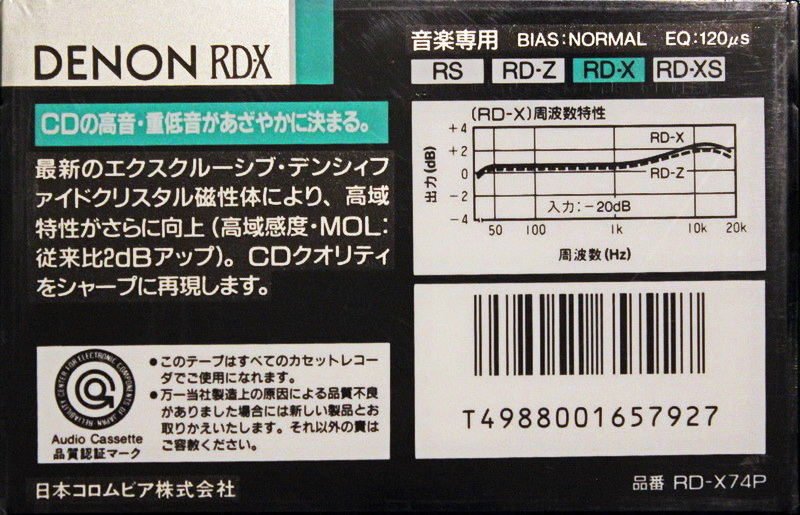 DENON RD-X
CDの高音・重低音があざやかに決まる。
最新のエクスクルーシブ・デンシィフ
ァイドクリスタル磁性体により、高域
特性がさらに向上(高域感度・MOL:
従来比2dBアップ)。CDクオリティ
をシャープに再現します。
RELIABILITY CENTER FOR ELECTRONIC COMPONENTS OF JAPAN
Audio Cassette
品質認証マーク
●このテープはすべてのカセットレコー
ダでご使用になれます。
●万一当社製造上の原因による品質不良
がありました場合には新しい製品とお
取りかえいたします。それ以外の責は
ご容赦ください。
日本コロムビア株式会社
音楽専用 BIAS:NORMAL EQ:120μs
RS RD-Z RD-X RD-XS
(RD-X)周波数特性
出力(dB)
+4
+2
0
−2
−4
RD-X
RD-Z
入力:−20dB
50 100 1k 10k 20k
周波数(Hz)
T4988001657927
品番 RD-X74P